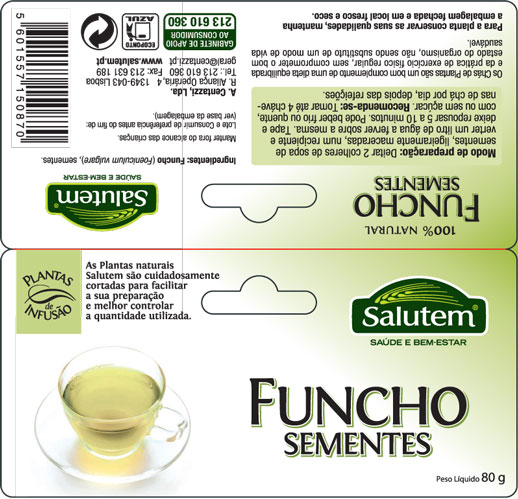 100% NATURAL
FUNCHO
SEMENTES
Modo de preparação: Deitar 2 colheres de sopa de
sementes, ligeiramente maceradas, num recipiente e
verter um litro de água a ferver sobre a mesma. Tape e
deixe repousar 5 a 10 minutos. Pode beber frio ou quente,
com ou sem açúcar. Recomenda-se: Tomar até 4 cháve-
nas de chá por dia, depois das refeições.
Os Chás de Plantas são um bom complemento de uma dieta equilibrada
e da prática de exercício físico regular, sem comprometer o bom
estado do organismo, não sendo substituto de um modo de vida
saudável.
Para a planta conservar as suas qualidades, mantenha
a embalagem fechada e em local fresco e seco.
Salutem®
SAÚDE E BEM-ESTAR
Ingredientes: Funcho (Foeniculum vulgare), sementes.
Manter fora do alcance das crianças.
Lote e Consumir de preferência antes do fim de:
(ver base da embalagem).
A. Centazzi, Lda.
R. Aliança Operária, 4 1349-043 Lisboa
Tel.: 213 610 360 Fax: 213 631 189
geral@centazzi.pt www.salutem.pt
GABINETE DE APOIO
AO CONSUMIDOR
213 610 360
ECOPONTO
AZUL
5 601557 150870
PLANTAS
de
INFUSÃO
As Plantas naturais
Salutem são cuidadosamente
cortadas para facilitar
a sua preparação
e melhor controlar
a quantidade utilizada.
Salutem®
SAÚDE E BEM-ESTAR
FUNCHO
SEMENTES
Peso Líquido 80 g